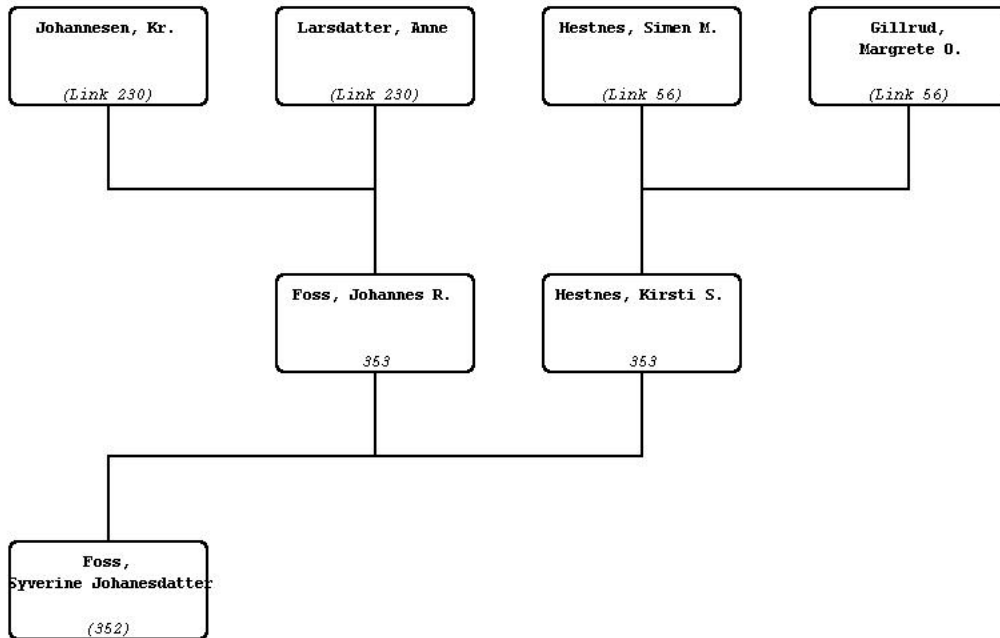 Johannesen, Kr.
(Link 230)
Larsdatter, Anne
(Link 230)
Hestnes, Simen M.
(Link 56)
Gillrud,
Margrete O.
(Link 56)
Foss, Johannes R.
353
Hestnes, Kirsti S.
353
Foss,
Syverine Johanesdatter
(352)